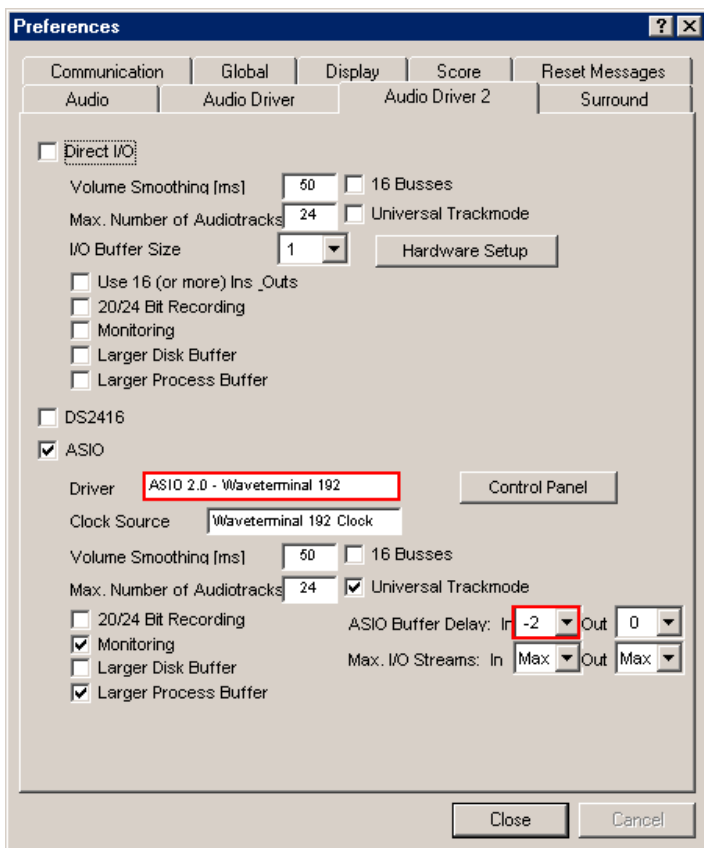 Preferences
Communication Global Display Score Reset Messages
Audio Audio Driver Audio Driver 2 Surround
Direct I/O
Volume Smoothing [ms] 50 16 Busses
Max. Number of Audiotracks 24 Universal Trackmode
I/O Buffer Size 1 Hardware Setup
Use 16 (or more) Ins _Outs
20/24 Bit Recording
Monitoring
Larger Disk Buffer
Larger Process Buffer
DS2416
ASIO
Driver ASIO 2.0 - Waveterminal 192 Control Panel
Clock Source Waveterminal 192 Clock
Volume Smoothing [ms] 50 16 Busses
Max. Number of Audiotracks 24 Universal Trackmode
20/24 Bit Recording ASIO Buffer Delay: In -2 Out 0
Monitoring
Max. I/O Streams: In Max Out Max
Larger Disk Buffer
Larger Process Buffer
Close Cancel